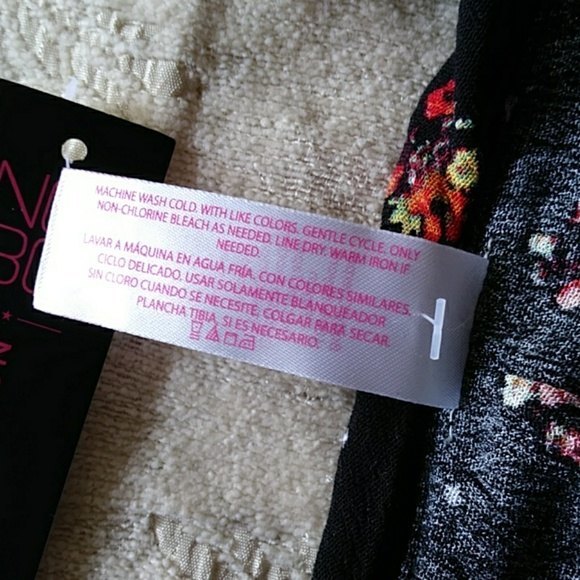 MACHINE WASH COLD. WITH LIKE COLORS. GENTLE CYCLE. ONLY
NON-CHLORINE BLEACH AS NEEDED. LINE DRY. WARM IRON IF
NEEDED.
LAVAR A MÁQUINA EN AGUA FRÍA. CON COLORES SIMILARES.
CICLO DELICADO. USAR SOLAMENTE BLANQUEADOR
SIN CLORO CUANDO SE NECESITE. COLGAR PARA SECAR.
PLANCHA TIBIA, SI ES NECESARIO.